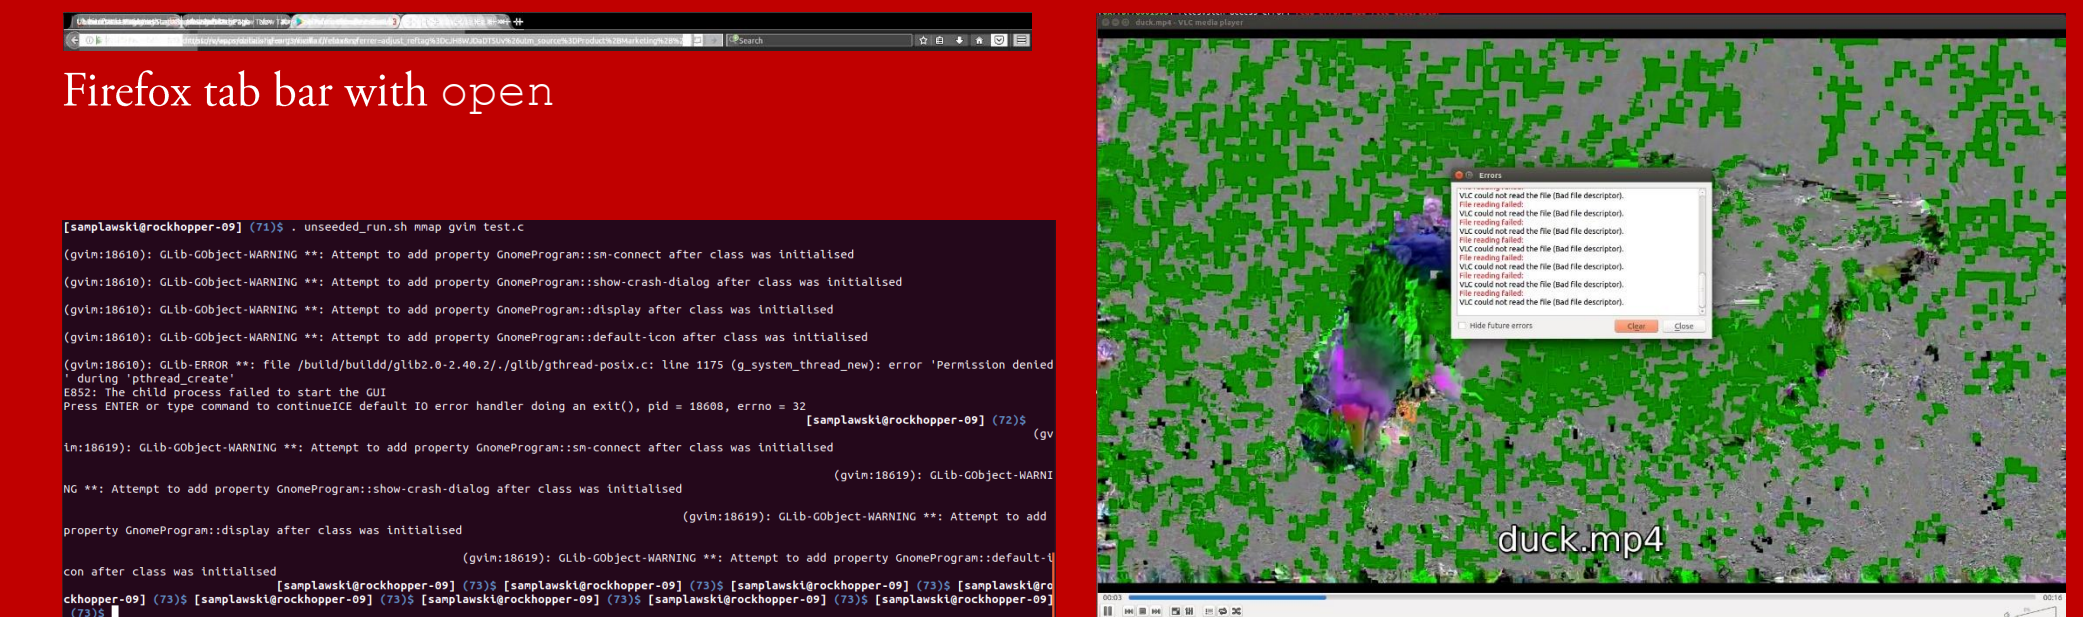 Search
Firefox tab bar with open
[samplawski@rockhopper-09] (71)$ . unseeded_run.sh mmap gvim test.c
(gvim:18610): GLib-GObject-WARNING **: Attempt to add property GnomeProgram::sm-connect after class was initialised
(gvim:18610): GLib-GObject-WARNING **: Attempt to add property GnomeProgram::show-crash-dialog after class was initialised
(gvim:18610): GLib-GObject-WARNING **: Attempt to add property GnomeProgram::display after class was initialised
(gvim:18610): GLib-GObject-WARNING **: Attempt to add property GnomeProgram::default-icon after class was initialised
(gvim:18610): GLib-ERROR **: file /build/buildd/glib2.0-2.40.2/./glib/gthread-posix.c: line 1175 (g_system_thread_new): error 'Permission denied
' during 'pthread_create'
E852: The child process failed to start the GUI
Press ENTER or type command to continueICE default IO error handler doing an exit(), pid = 18608, errno = 32
[samplawski@rockhopper-09] (72)$
(gv
im:18619): GLib-GObject-WARNING **: Attempt to add property GnomeProgram::sm-connect after class was initialised
(gvim:18619): GLib-GObject-WARNI
NG **: Attempt to add property GnomeProgram::show-crash-dialog after class was initialised
(gvim:18619): GLib-GObject-WARNING **: Attempt to add
property GnomeProgram::display after class was initialised
(gvim:18619): GLib-GObject-WARNING **: Attempt to add property GnomeProgram::default-i
con after class was initialised
[samplawski@rockhopper-09] (73)$ [samplawski@rockhopper-09] (73)$ [samplawski@rockhopper-09] (73)$ [samplawski@ro
ckhopper-09] (73)$ [samplawski@rockhopper-09] (73)$ [samplawski@rockhopper-09] (73)$ [samplawski@rockhopper-09] (73)$ [samplawski@rockhopper-09]
(73)$
duck.mp4 - VLC media player
Errors
VLC could not read the file (Bad file descriptor).
File reading failed:
VLC could not read the file (Bad file descriptor).
File reading failed:
VLC could not read the file (Bad file descriptor).
File reading failed:
VLC could not read the file (Bad file descriptor).
File reading failed:
VLC could not read the file (Bad file descriptor).
File reading failed:
VLC could not read the file (Bad file descriptor).
File reading failed:
VLC could not read the file (Bad file descriptor).
Hide future errors
Clear
Close
duck.mp4
00:03
00:16